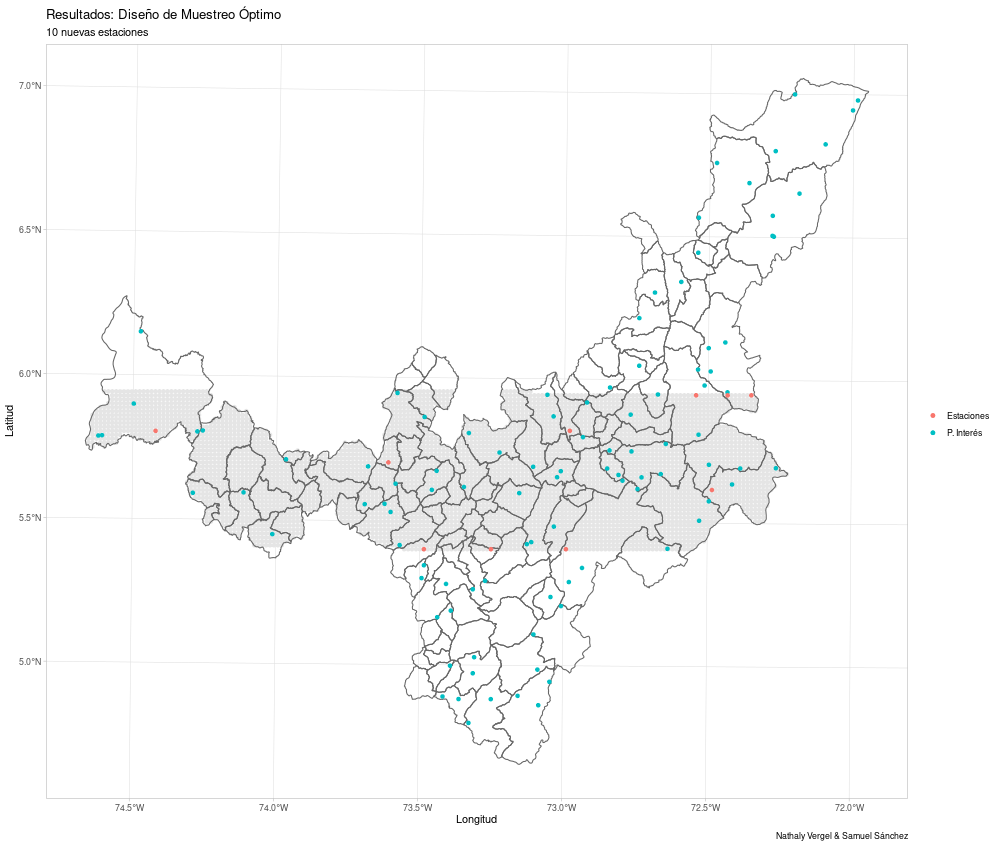 Resultados: Diseño de Muestreo Óptimo
10 nuevas estaciones
7.0°N
6.5°N
6.0°N
5.5°N
5.0°N
Latitud
74.5°W
74.0°W
73.5°W
73.0°W
72.5°W
72.0°W
Longitud
Estaciones
P. Interés
Nathaly Vergel & Samuel Sánchez